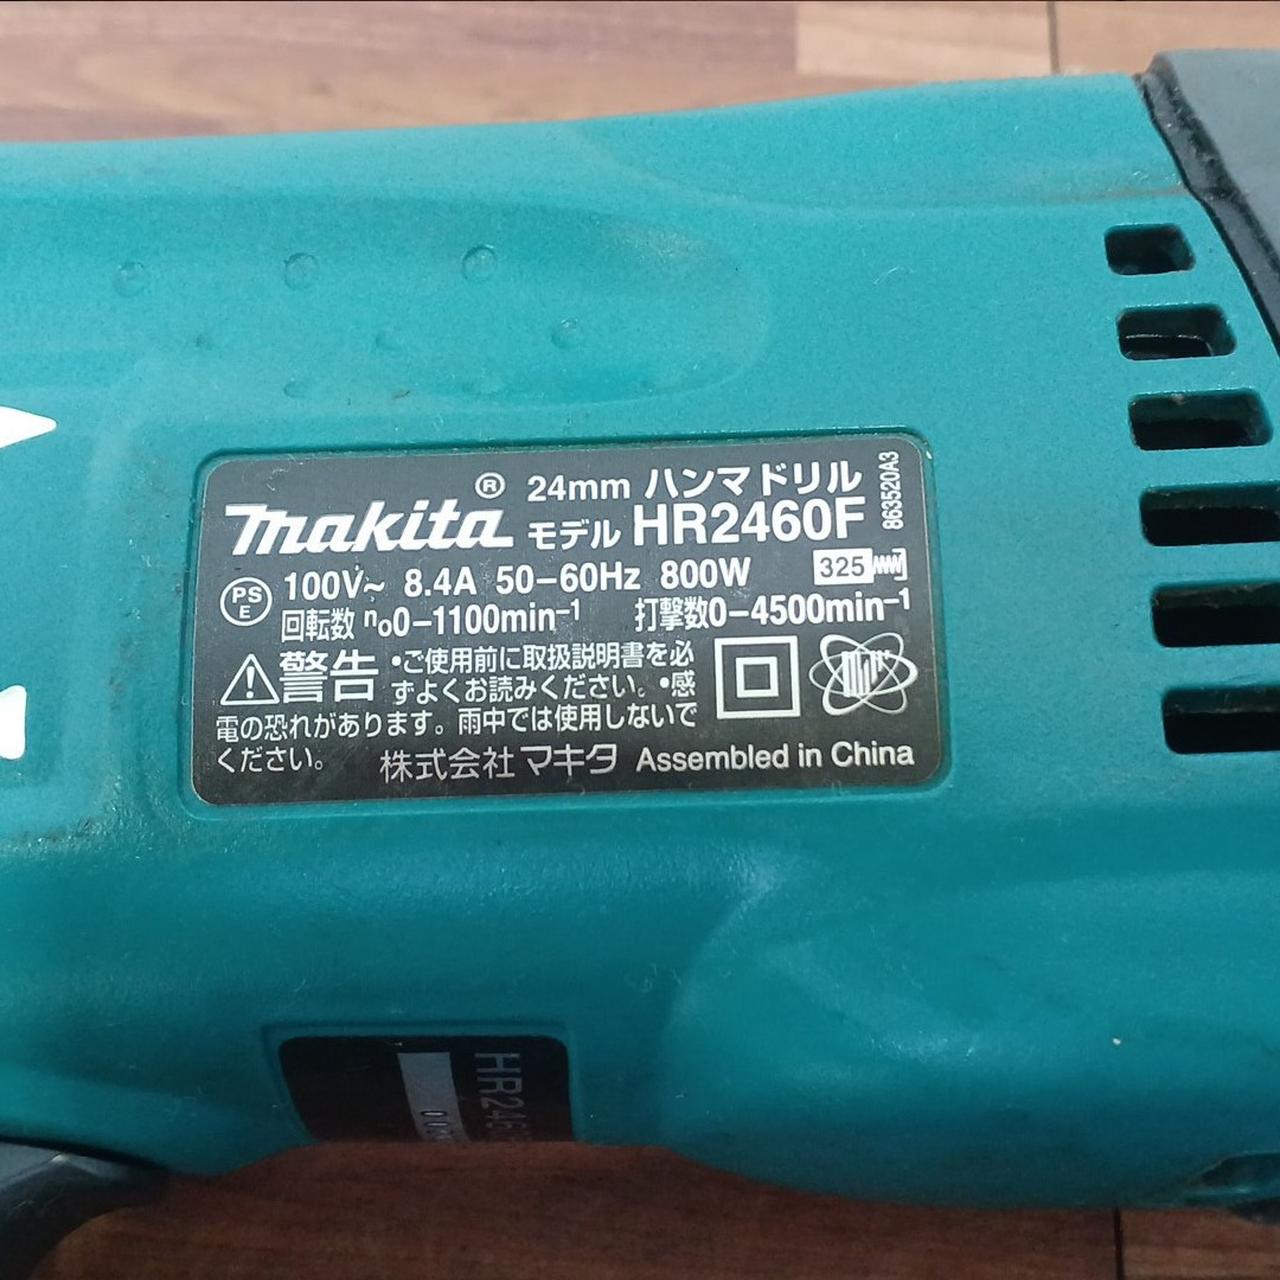 makita® 24mm ハンマドリル
モデル HR2460F
863520A3
PS E 100V~ 8.4A 50-60Hz 800W 325
回転数 n₀0-1100min⁻¹ 打撃数0-4500min⁻¹
警告 •ご使用前に取扱説明書を必
ずよくお読みください。•感
電の恐れがあります。雨中では使用しないで
ください。
株式会社マキタ Assembled in China
HR246